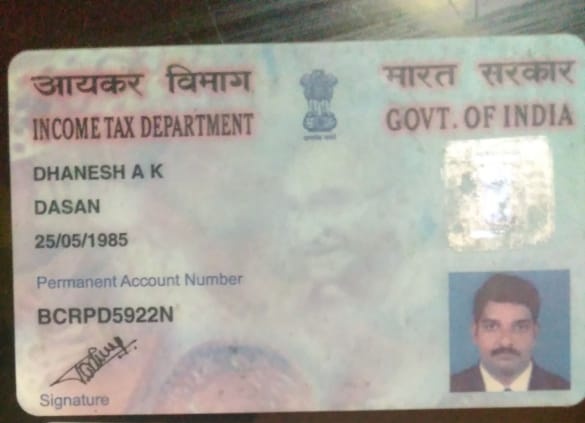 आयकर विभाग
भारत सरकार
INCOME TAX DEPARTMENT
GOVT. OF INDIA
DHANESH A K
DASAN
25/05/1985
Permanent Account Number
BCRPD5922N
Signature